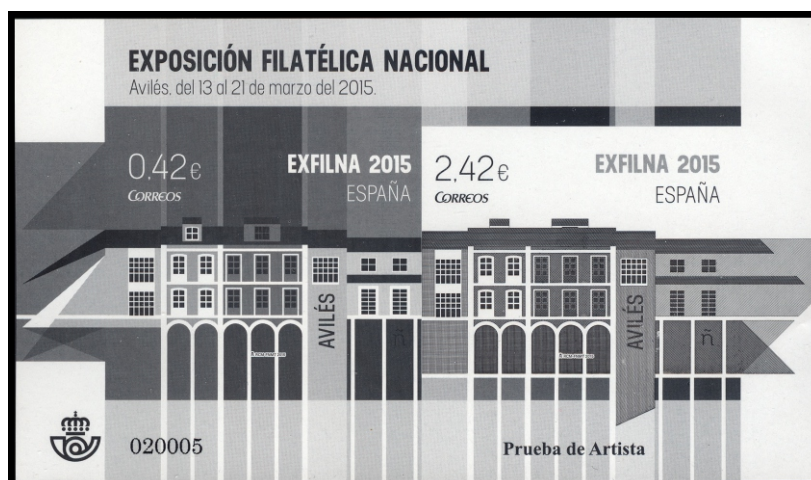 EXPOSICIÓN FILATÉLICA NACIONAL
Avilés, del 13 al 21 de marzo del 2015.
0,42€
CORREOS
EXFILNA 2015
ESPAÑA
2,42€
CORREOS
EXFILNA 2015
ESPAÑA
AVILÉS
ñ
AVILÉS
ñ
020005
Prueba de Artista